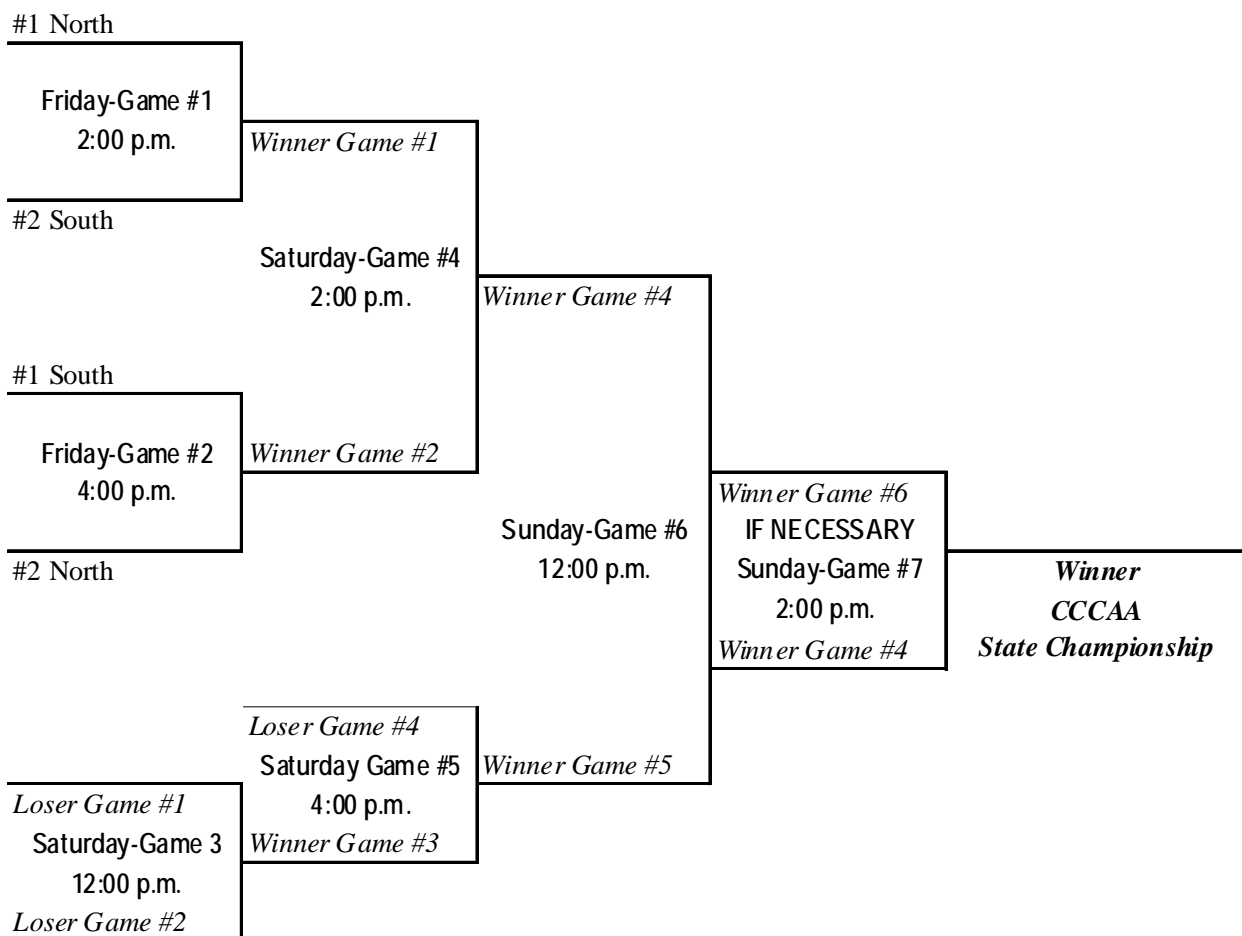 #1 North
Friday-Game #1
2:00 p.m.
Winner Game #1
#2 South
Saturday-Game #4
2:00 p.m.
Winner Game #4
#1 South
Friday-Game #2
4:00 p.m.
Winner Game #2
#2 North
Sunday-Game #6
12:00 p.m.
Winner Game #6
IF NECESSARY
Sunday-Game #7
2:00 p.m.
Winner Game #4
Winner
CCCAA
State Championship
Loser Game #4
Saturday Game #5
4:00 p.m.
Winner Game #3
Winner Game #5
Loser Game #1
Saturday-Game 3
12:00 p.m.
Loser Game #2